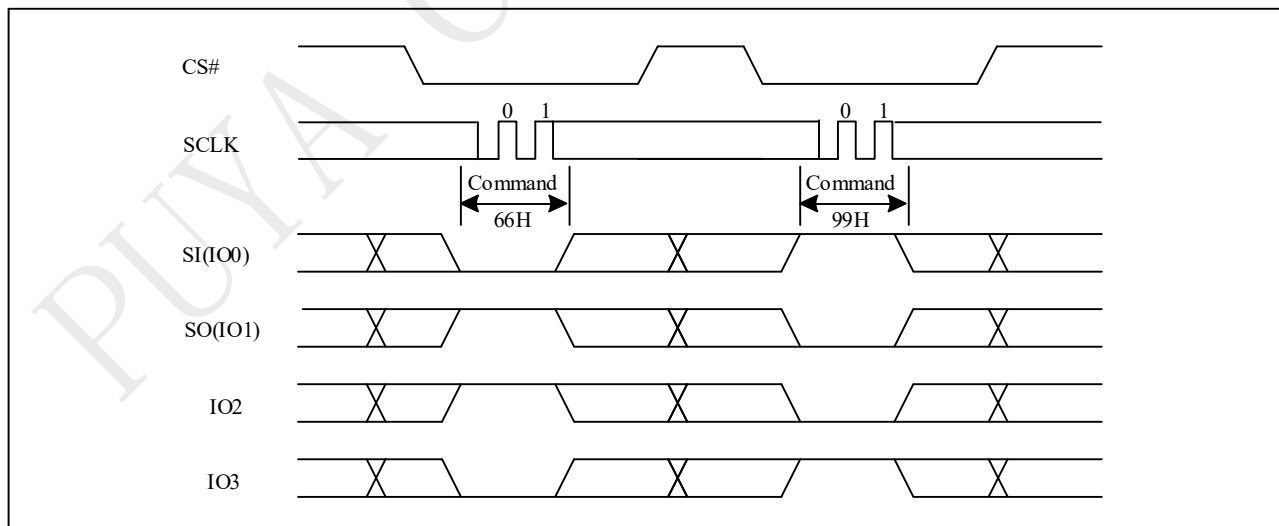 PUYA
CS#
0 1 0 1
SCLK
Command Command
66H 99H
SI(IO0)
SO(IO1)
IO2
IO3